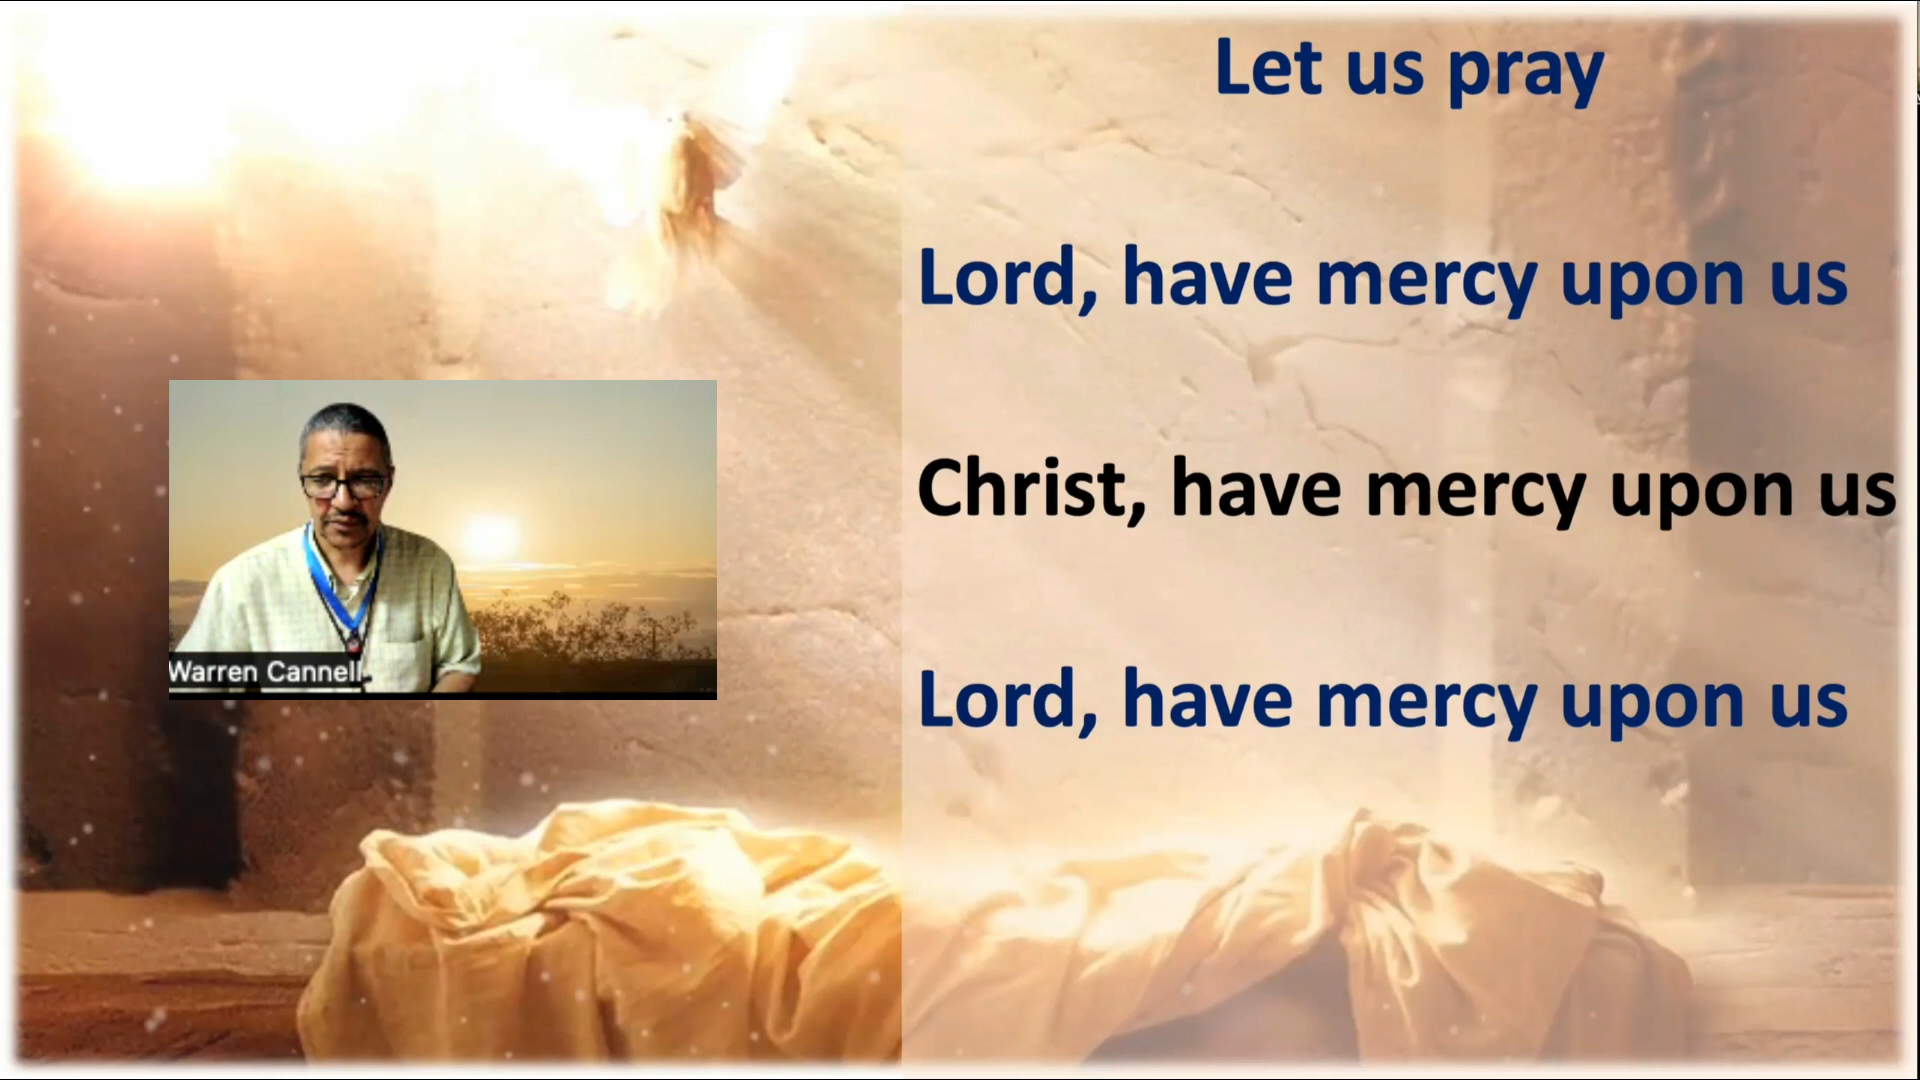 Let us pray
Lord, have mercy upon us
Christ, have mercy upon us
Lord, have mercy upon us
Warren Cannell